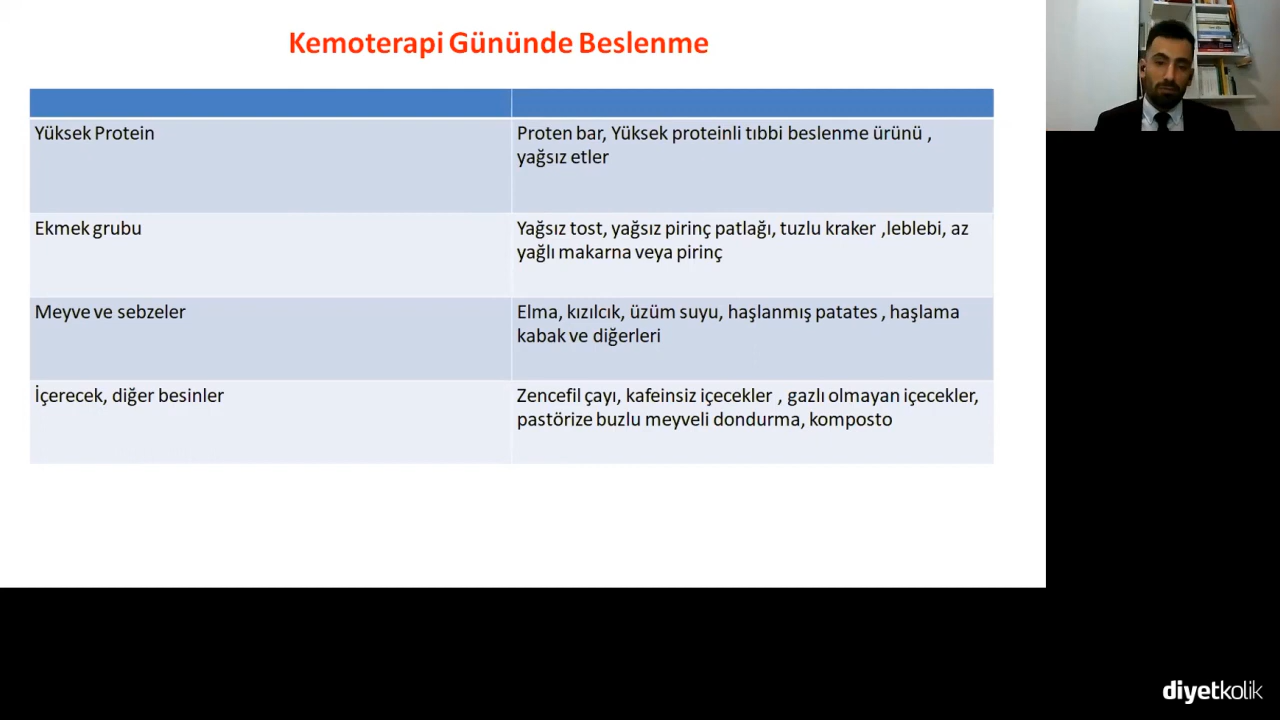 Kemoterapi Gününde Beslenme
Yüksek Protein
Proten bar, Yüksek proteinli tıbbi beslenme ürünü ,
yağsız etler
Ekmek grubu
Yağsız tost, yağsız pirinç patlağı, tuzlu kraker ,leblebi, az
yağlı makarna veya pirinç
Meyve ve sebzeler
Elma, kızılcık, üzüm suyu, haşlanmış patates , haşlama
kabak ve diğerleri
İçerecek, diğer besinler
Zencefil çayı, kafeinsiz içecekler , gazlı olmayan içecekler,
pastörize buzlu meyveli dondurma, komposto
diyetkolik